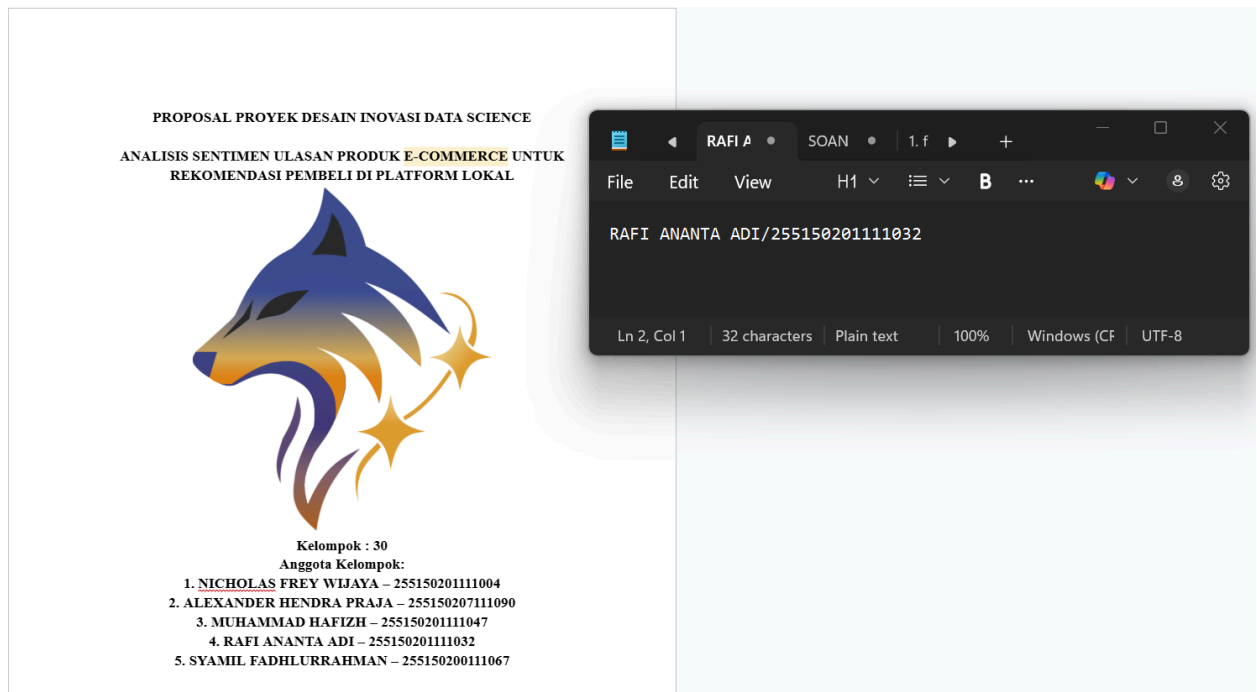 PROPOSAL PROYEK DESAIN INOVASI DATA SCIENCE
ANALISIS SENTIMEN ULASAN PRODUK E-COMMERCE UNTUK
REKOMENDASI PEMBELI DI PLATFORM LOKAL
Kelompok : 30
Anggota Kelompok:
1. NICHOLAS FREY WIJAYA – 255150201111004
2. ALEXANDER HENDRA PRAJA – 255150207111090
3. MUHAMMAD HAFIZH – 255150201111047
4. RAFI ANANTA ADI – 255150201111032
5. SYAMIL FADHLURRAHMAN – 255150200111067
RAFI A SOAN 1. f
File Edit View H1 B
RAFI ANANTA ADI/255150201111032
Ln 2, Col 1 32 characters Plain text 100% Windows (CF UTF-8